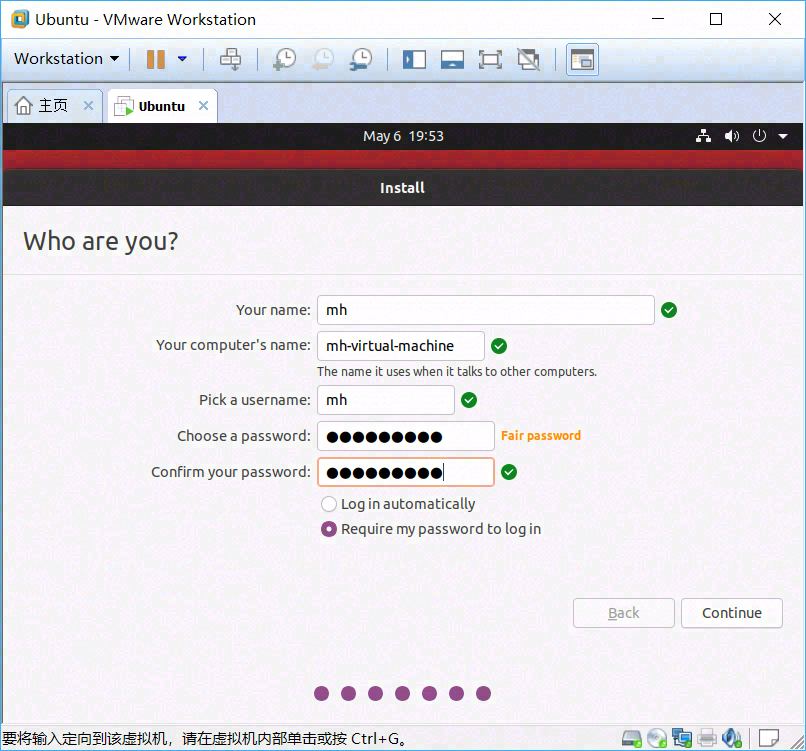 Ubuntu - VMware Workstation
Workstation
主页
Ubuntu
May 6 19:53
Install
Who are you?
Your name: mh
Your computer's name: mh-virtual-machine
The name it uses when it talks to other computers.
Pick a username: mh
Choose a password: ●●●●●●●●● Fair password
Confirm your password: ●●●●●●●●●
Log in automatically
Require my password to log in
Back Continue
要将输入定向到该虚拟机，请在虚拟机内部单击或按 Ctrl+G。